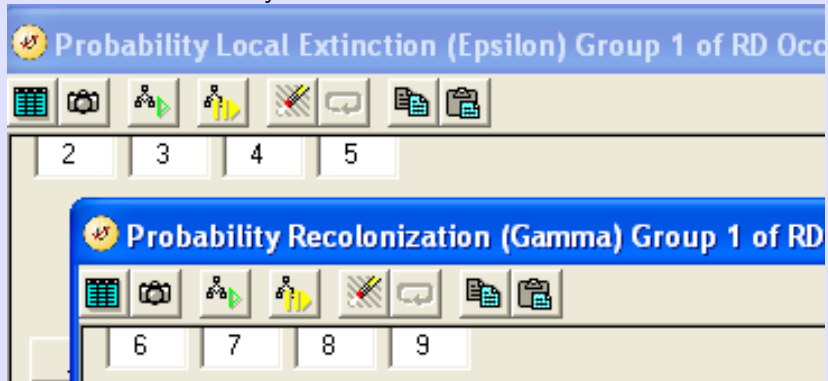 Probability Local Extinction (Epsilon) Group 1 of RD Occ
2 3 4 5
Probability Recolonization (Gamma) Group 1 of RD
6 7 8 9